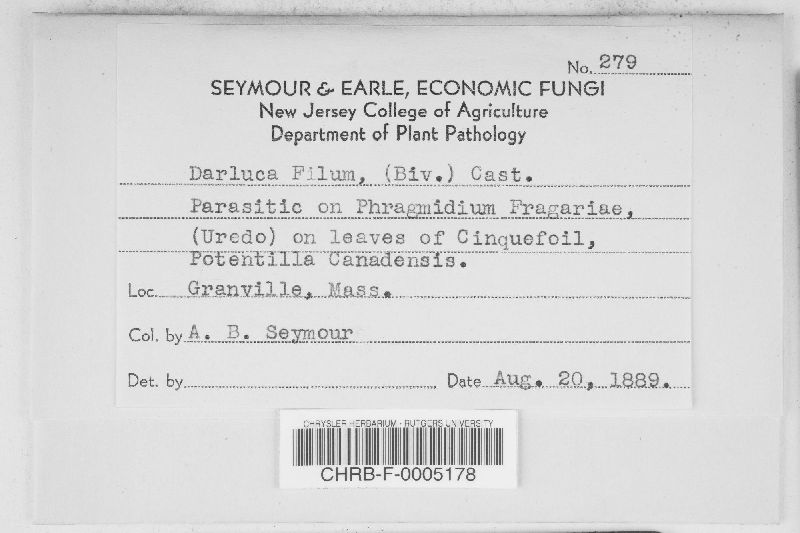 No. 279
SEYMOUR & EARLE, ECONOMIC FUNGI
New Jersey College of Agriculture
Department of Plant Pathology
Darluca Filum, (Biv.) Cast.
Parasitic on Phragmidium Fragariae,
(Uredo) on leaves of Cinquefoil,
Potentilla Canadensis.
Loc. Granville, Mass.
Col. by A. B. Seymour
Det. by Date Aug. 20, 1889.
CHRYSLER HERBARIUM - RUTGERS UNIVERSITY
CHRB-F-0005178